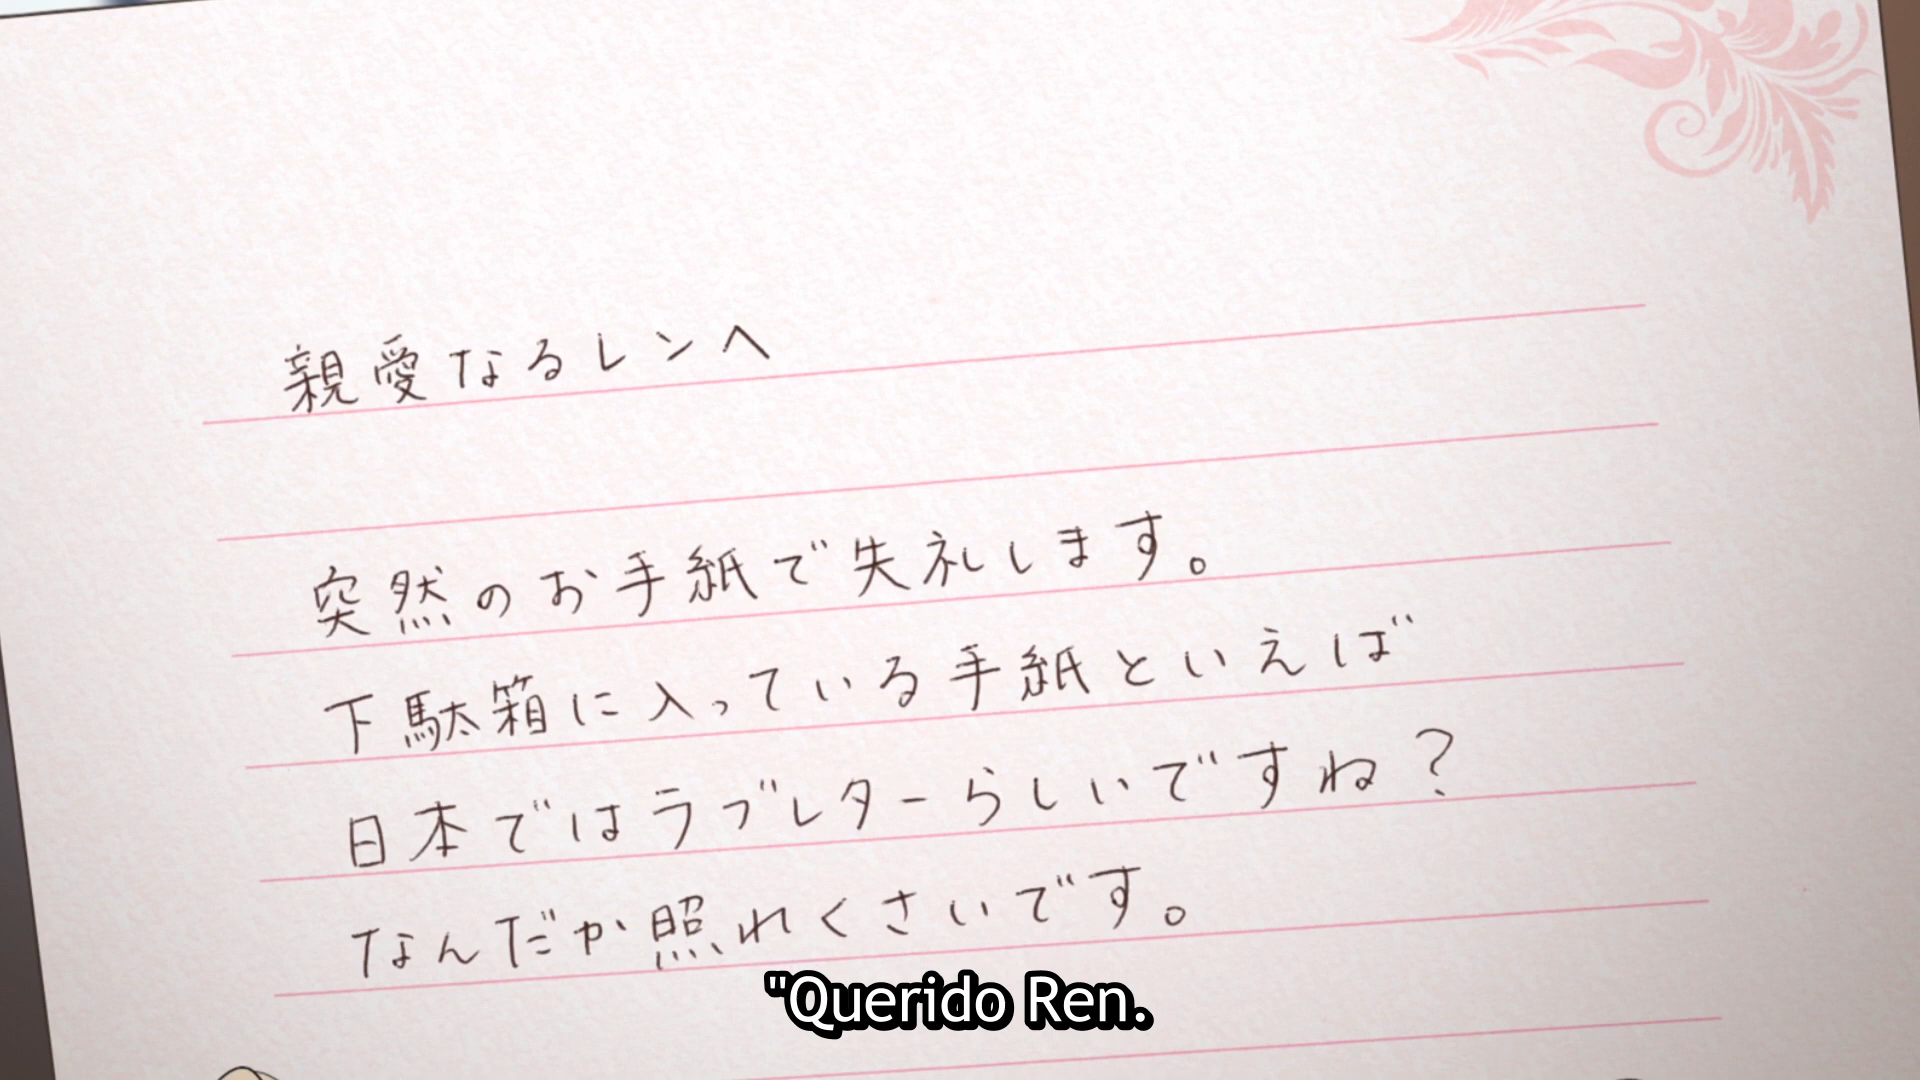 親愛なるレンへ
突然のお手紙で失礼します。
下駄箱に入っている手紙といえば
日本ではラブレターらしいですね?
なんだか照れくさいです。
"Querido Ren.